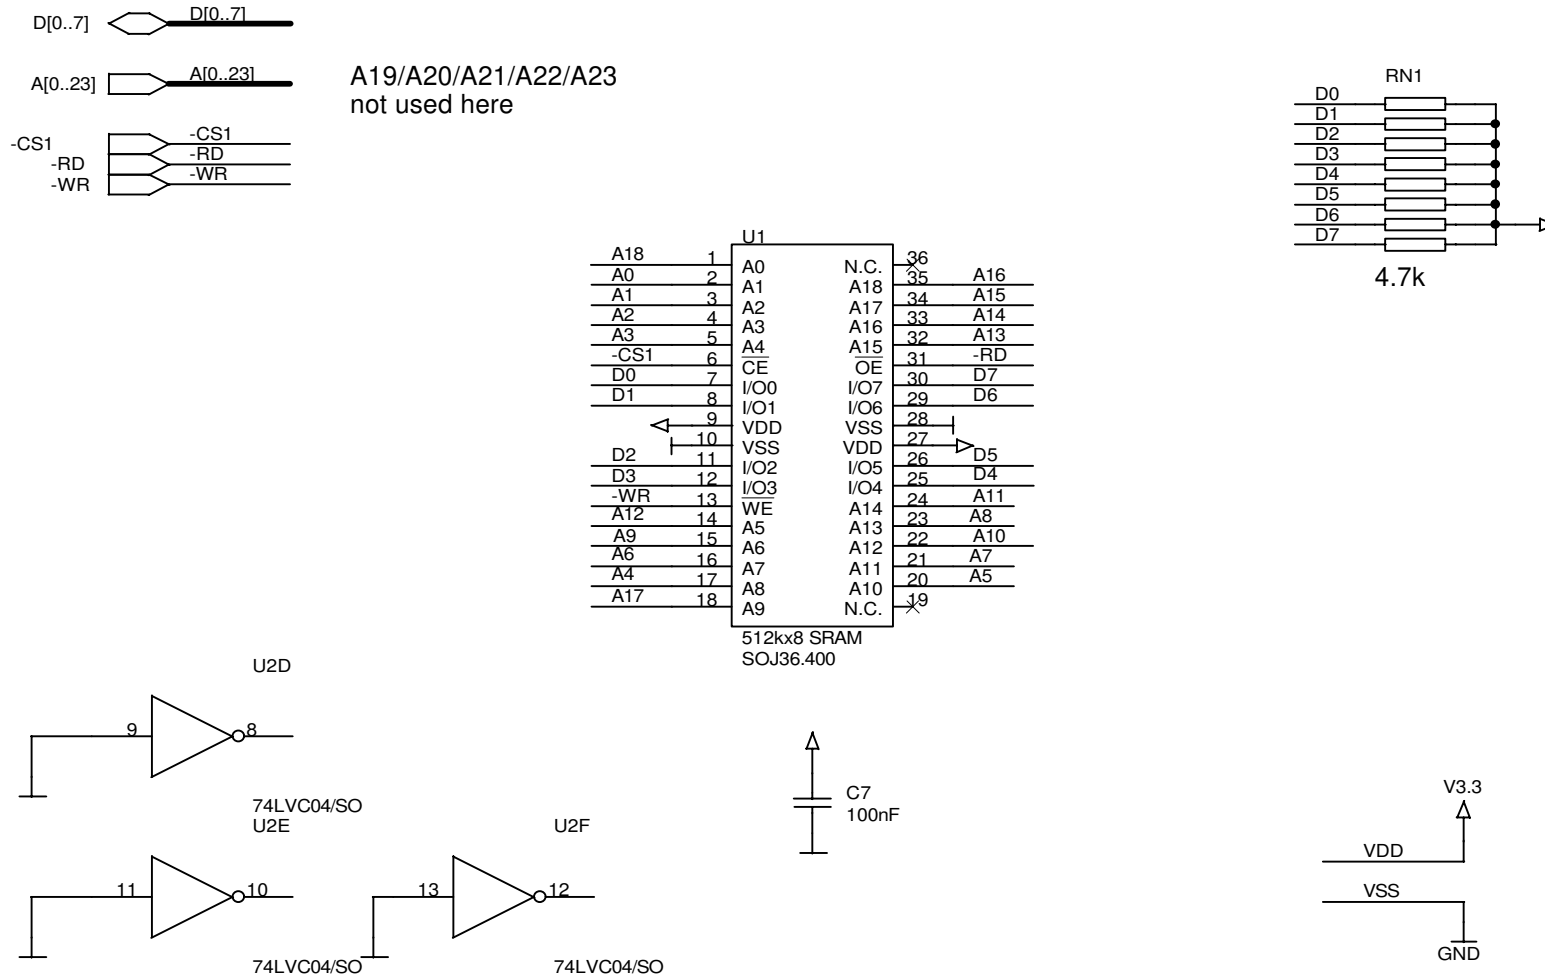 D[0..7] D[0..7]
A[0..23] A[0..23]
A19/A20/A21/A22/A23
not used here
-CS1 -CS1
-RD -RD
-WR -WR
RN1
D0
D1
D2
D3
D4
D5
D6
D7
4.7k
U1
A18 1 A0 N.C. 36
A0 2 A1 A18 35 A16
A1 3 A2 A17 34 A15
A2 4 A3 A16 33 A14
A3 5 A4 A15 32 A13
-CS1 6 CE OE 31 -RD
D0 7 I/O0 I/O7 30 D7
D1 8 I/O1 I/O6 29 D6
9 VDD VSS 28
10 VSS VDD 27
D2 11 I/O2 I/O5 26 D5
D3 12 I/O3 I/O4 25 D4
-WR 13 WE A14 24 A11
A12 14 A5 A13 23 A8
A9 15 A6 A12 22 A10
A6 16 A7 A11 21 A7
A4 17 A8 A10 20 A5
A17 18 A9 N.C. 19
512kx8 SRAM
SOJ36.400
U2D
9 8
74LVC04/SO
U2E
11 10
74LVC04/SO
U2F
13 12
74LVC04/SO
C7
100nF
V3.3
VDD
VSS
GND